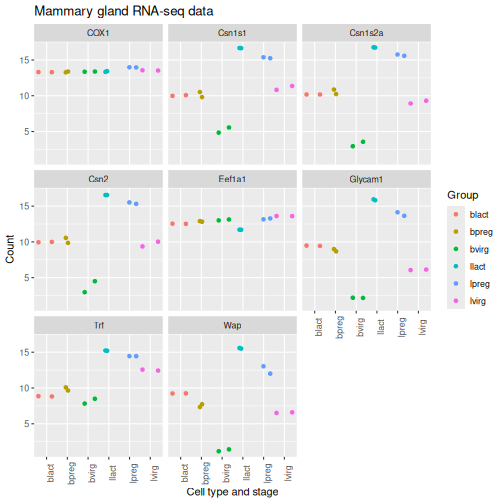 Mammary gland RNA-seq data
COX1 Csn1s1 Csn1s2a
15
10
5
Csn2 Eef1a1 Glycam1
15
10
5
Trf Wap
15
10
5
Count
blact bpreg bvirg llact lpreg lvirg
blact bpreg bvirg llact lpreg lvirg
blact bpreg bvirg llact lpreg lvirg
Cell type and stage
Group
blact
bpreg
bvirg
llact
lpreg
lvirg